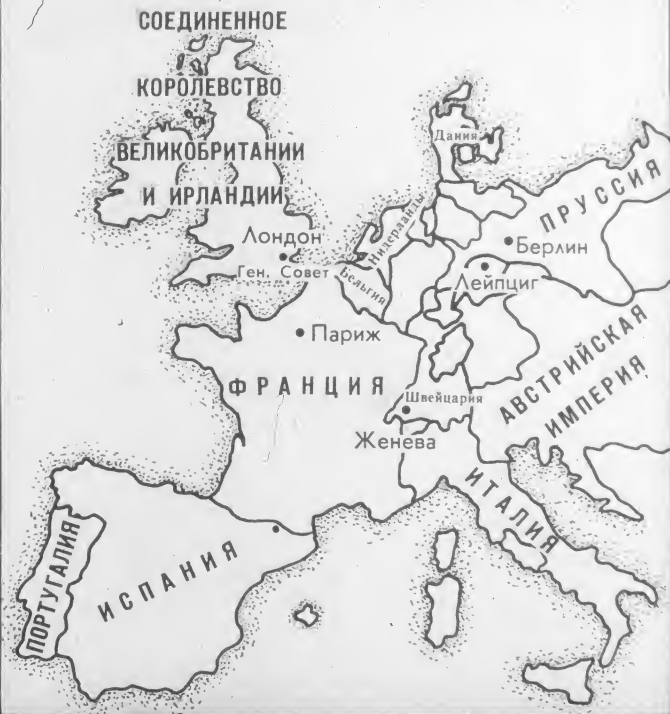 СОЕДИНЕННОЕ
КОРОЛЕВСТВО
ВЕЛИКОБРИТАНИИ
И ИРЛАНДИИ
Дания
ПРУССИЯ
Нидерланды
Лондон
Берлин
Ген. Совет
Бельгия
Лейпциг
Париж
АВСТРИЙСКАЯ
ИМПЕРИЯ
ФРАНЦИЯ
Швейцария
Женева
ИТАЛИЯ
ПОРТУГАЛИЯ
ИСПАНИЯ